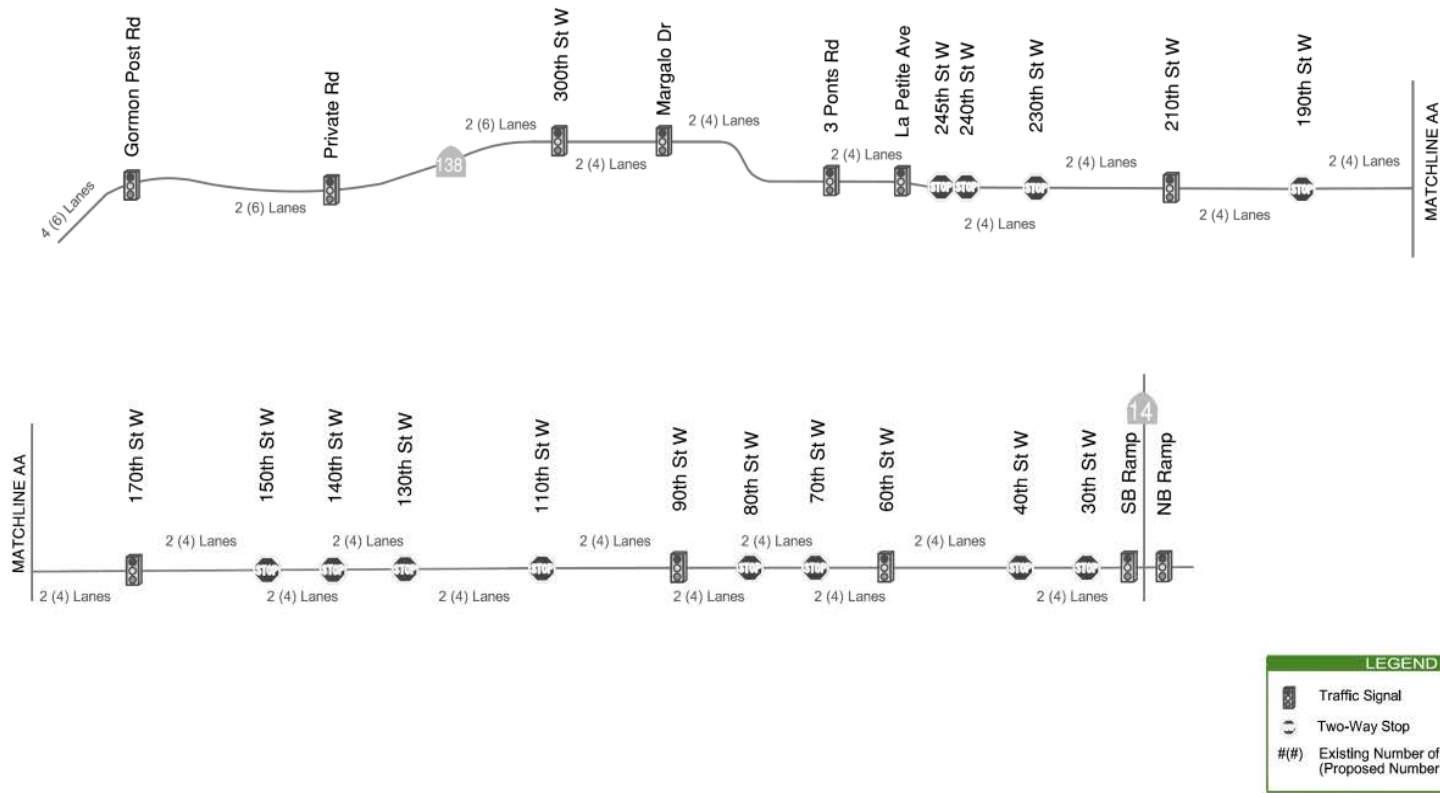 Gormon Post Rd
Private Rd
300th St W
Margalo Dr
3 Ponts Rd
La Petite Ave
245th St W
240th St W
230th St W
210th St W
190th St W
4 (6) Lanes
2 (6) Lanes
138
2 (6) Lanes
2 (4) Lanes
2 (4) Lanes
2 (4) Lanes
STOP
STOP
2 (4) Lanes
STOP
2 (4) Lanes
2 (4) Lanes
STOP
2 (4) Lanes
MATCHLINE AA
MATCHLINE AA
170th St W
150th St W
140th St W
130th St W
110th St W
90th St W
80th St W
70th St W
60th St W
40th St W
30th St W
SB Ramp
14
NB Ramp
2 (4) Lanes
2 (4) Lanes
2 (4) Lanes
2 (4) Lanes
2 (4) Lanes
STOP
STOP
STOP
STOP
STOP
STOP
STOP
STOP
2 (4) Lanes
2 (4) Lanes
2 (4) Lanes
2 (4) Lanes
2 (4) Lanes
2 (4) Lanes
LEGEND
Traffic Signal
Two-Way Stop
#(#) Existing Number of
(Proposed Number